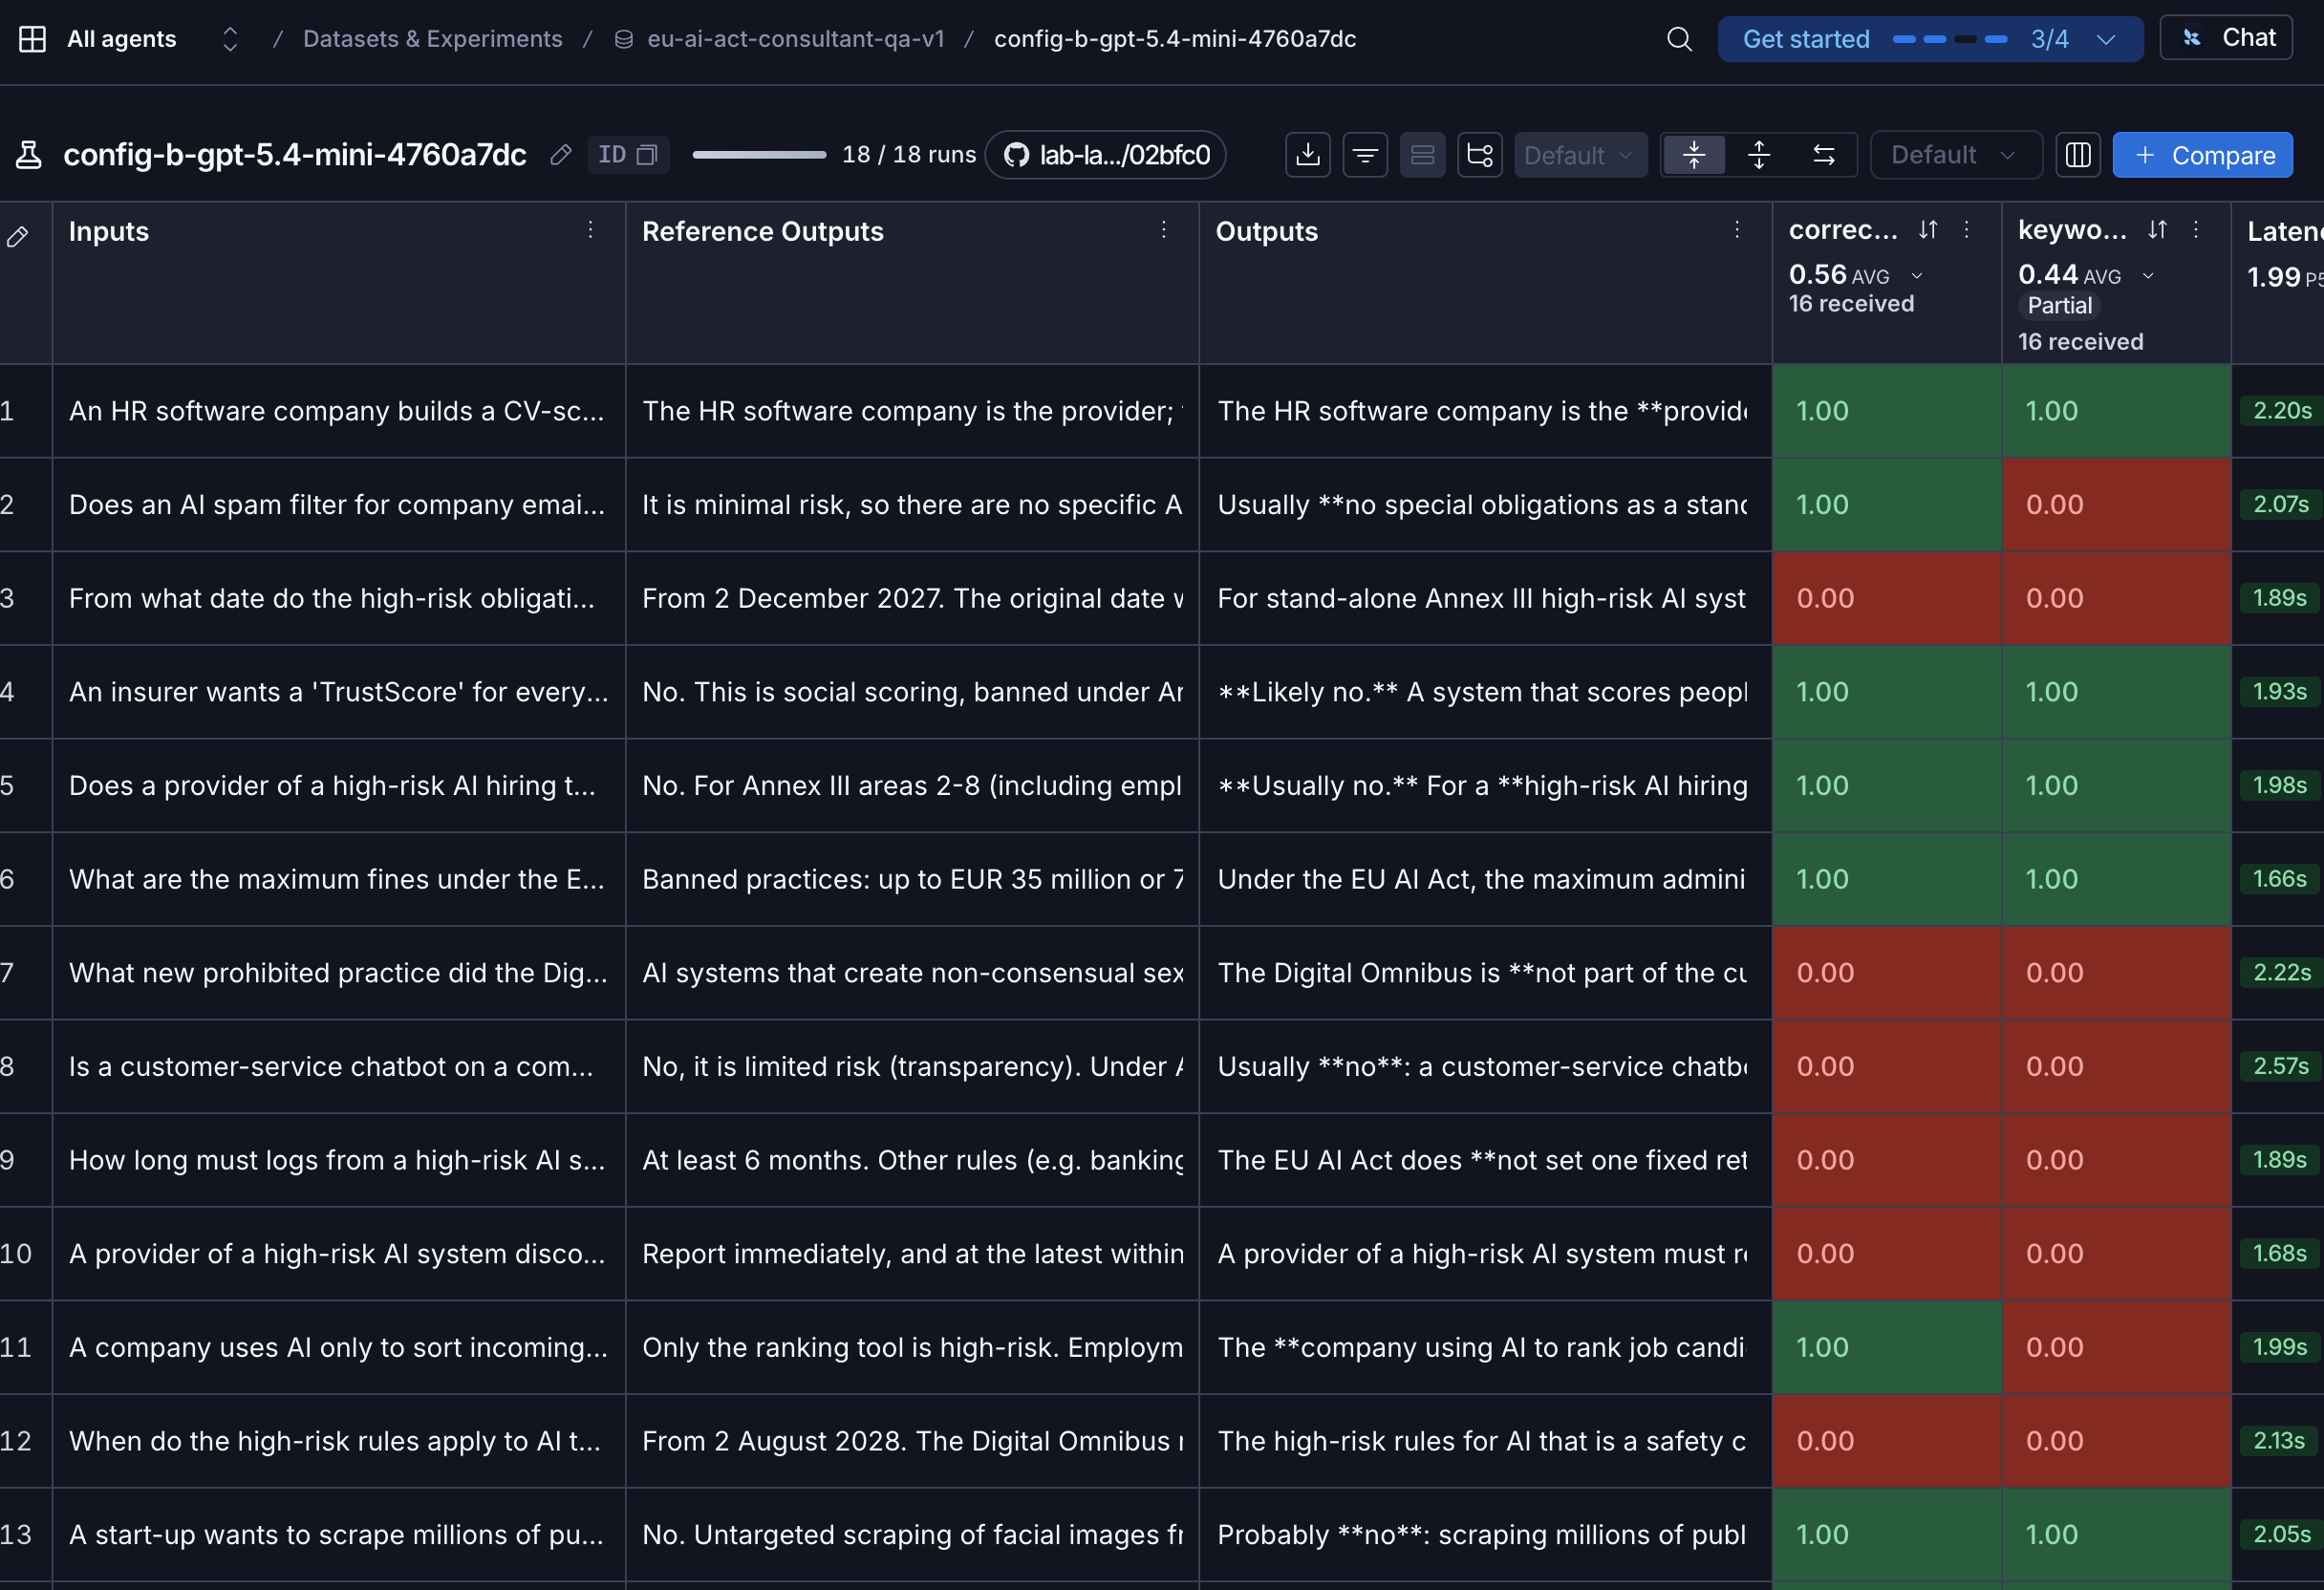 All agents / Datasets & Experiments / eu-ai-act-consultant-qa-v1 / config-b-gpt-5.4-mini-4760a7dc Get started 3/4 Chat
config-b-gpt-5.4-mini-4760a7dc ID 18 / 18 runs lab-la.../02bfc0 Default Default + Compare
Inputs Reference Outputs Outputs correc... keywo... Laten
0.56 AVG 0.44 AVG 1.99 P5
16 received Partial
16 received
1 An HR software company builds a CV-sc... The HR software company is the provider; The HR software company is the **provid 1.00 1.00 2.20s
2 Does an AI spam filter for company emai... It is minimal risk, so there are no specific A Usually **no special obligations as a stand 1.00 0.00 2.07s
3 From what date do the high-risk obligati... From 2 December 2027. The original date w For stand-alone Annex III high-risk AI syst 0.00 0.00 1.89s
4 An insurer wants a 'TrustScore' for every... No. This is social scoring, banned under Ar **Likely no.** A system that scores peopl 1.00 1.00 1.93s
5 Does a provider of a high-risk AI hiring t... No. For Annex III areas 2-8 (including empl **Usually no.** For a **high-risk AI hiring 1.00 1.00 1.98s
6 What are the maximum fines under the E... Banned practices: up to EUR 35 million or 7 Under the EU AI Act, the maximum admini 1.00 1.00 1.66s
7 What new prohibited practice did the Dig... AI systems that create non-consensual sex The Digital Omnibus is **not part of the cu 0.00 0.00 2.22s
8 Is a customer-service chatbot on a com... No, it is limited risk (transparency). Under A Usually **no**: a customer-service chatb 0.00 0.00 2.57s
9 How long must logs from a high-risk AI s... At least 6 months. Other rules (e.g. banking The EU AI Act does **not set one fixed ret 0.00 0.00 1.89s
10 A provider of a high-risk AI system disco... Report immediately, and at the latest within A provider of a high-risk AI system must re 0.00 0.00 1.68s
11 A company uses AI only to sort incoming... Only the ranking tool is high-risk. Employm The **company using AI to rank job candi 1.00 0.00 1.99s
12 When do the high-risk rules apply to AI t... From 2 August 2028. The Digital Omnibus The high-risk rules for AI that is a safety c 0.00 0.00 2.13s
13 A start-up wants to scrape millions of pu... No. Untargeted scraping of facial images fr Probably **no**: scraping millions of publ 1.00 1.00 2.05s